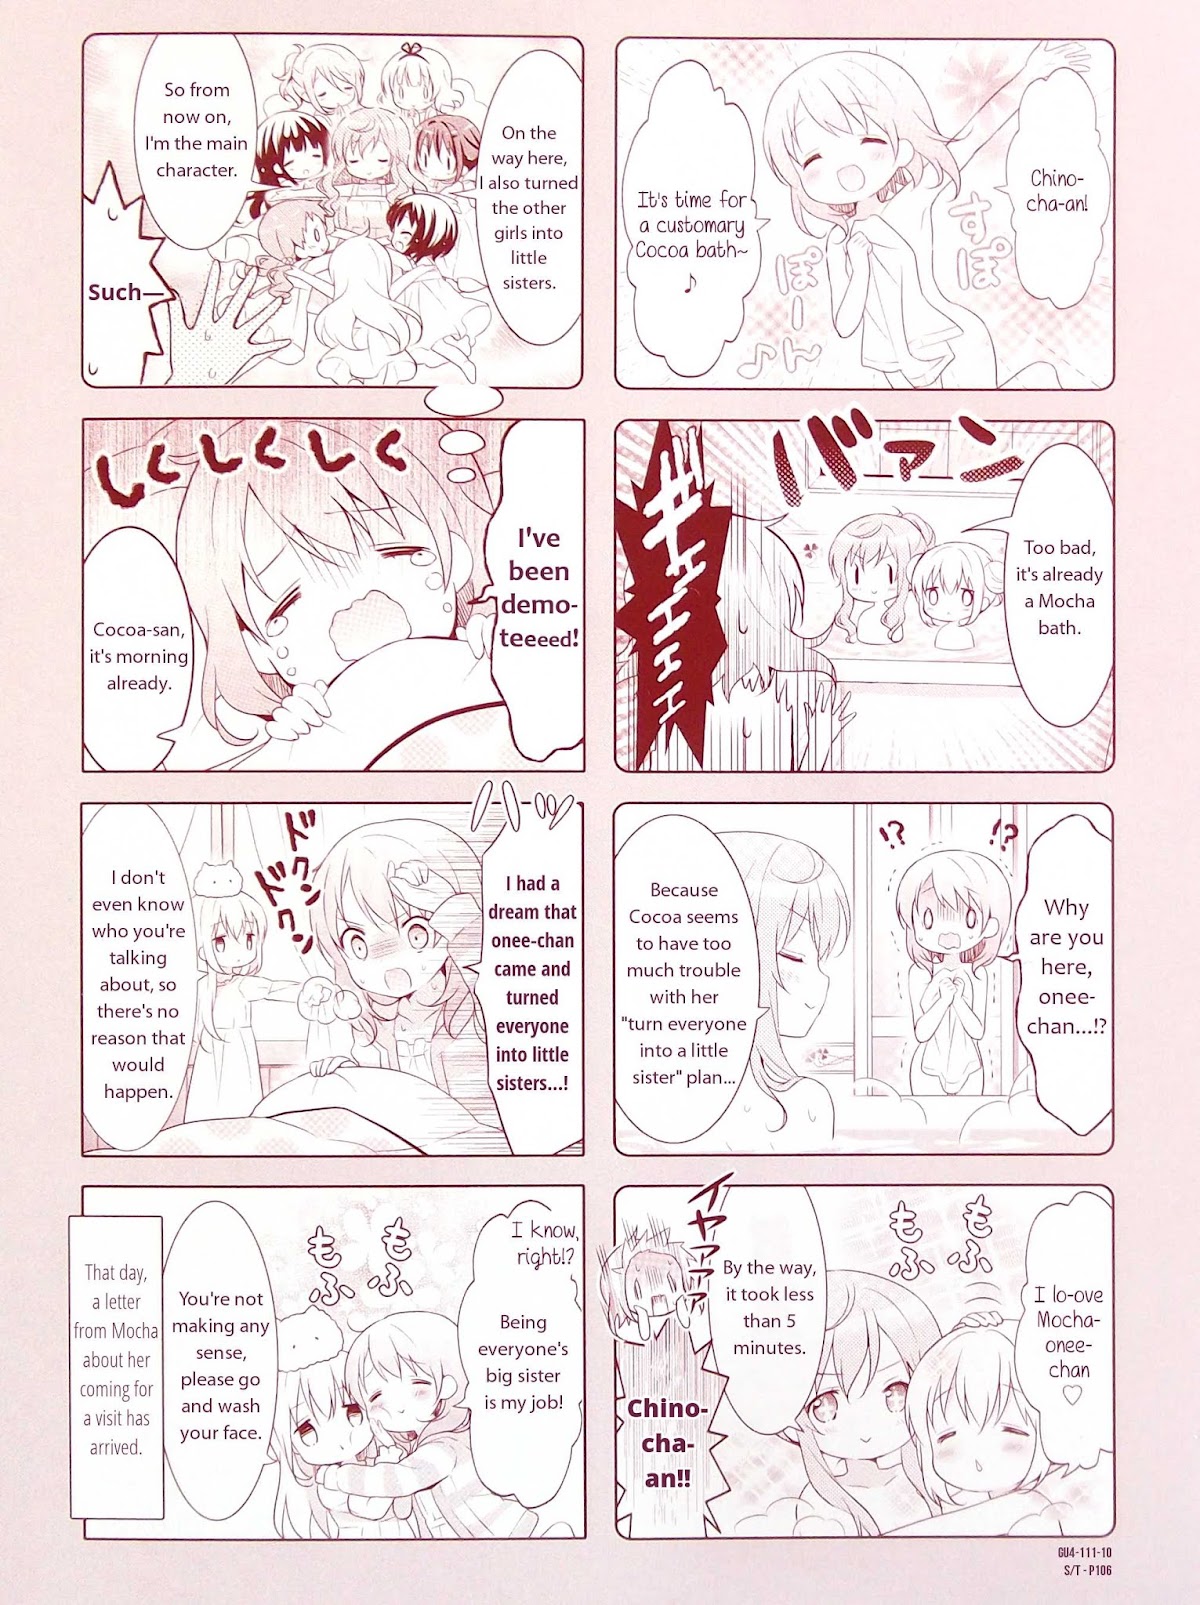 Chino-
cha-an!
It's time for
a customary
Cocoa bath~
♪
すぽ
ぽーん♪
バァン
Too bad,
it's already
a Mocha
bath.
ギェエエエエ
Why
are you
here,
onee-
chan...!?
!?
!?
Because
Cocoa seems
to have too
much trouble
with her
"turn everyone
into a little
sister" plan...
I lo-ove
Mocha-
onee-
chan
♡
もふ
もふ
By the way,
it took less
than 5
minutes.
イヤァァァァ
Chino-
cha-
an!!
On the
way here,
I also turned
the other
girls into
little
sisters.
So from
now on,
I'm the main
character.
Such—
I've
been
demo-
teeeed!
しくしくしく
Cocoa-san,
it's morning
already.
ハッ
I had a
dream that
onee-chan
came and
turned
everyone
into little
sisters...!
ドクン
ドクン
I don't
even know
who you're
talking
about, so
there's no
reason that
would
happen.
I know,
right!?
Being
everyone's
big sister
is my job!
もふ
もふ
You're not
making any
sense,
please go
and wash
your face.
That day,
a letter
from Mocha
about her
coming for
a visit has
arrived.
GU4-111-10
S/T - P106